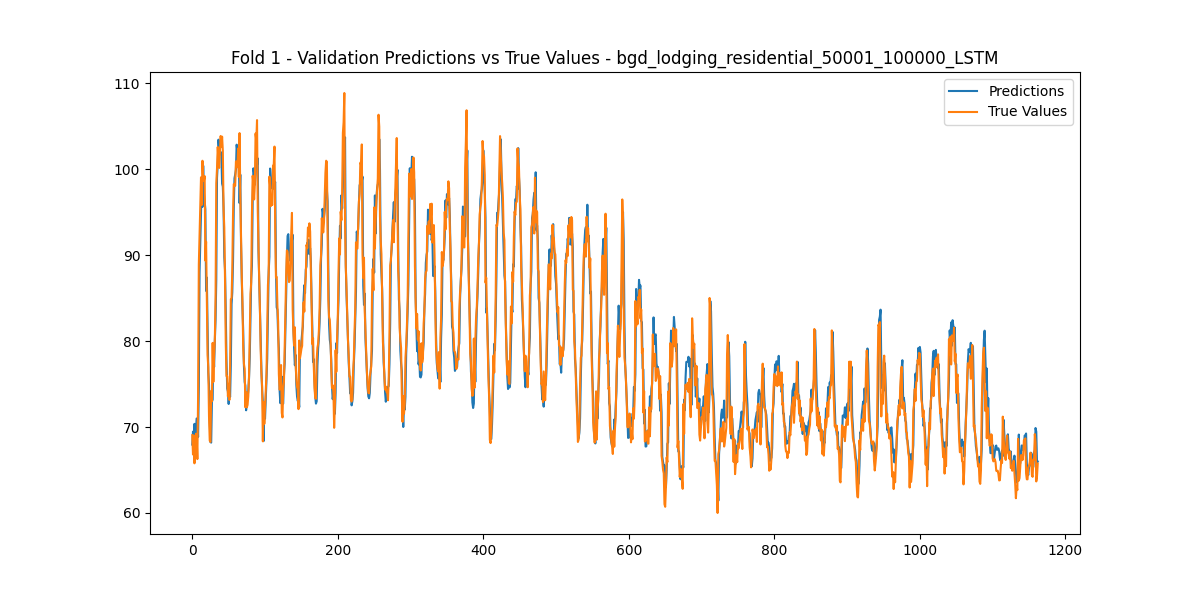 Fold 1 - Validation Predictions vs True Values - bgd_lodging_residential_50001_100000_LSTM
Predictions
True Values
110
100
90
80
70
60
0 200 400 600 800 1000 1200